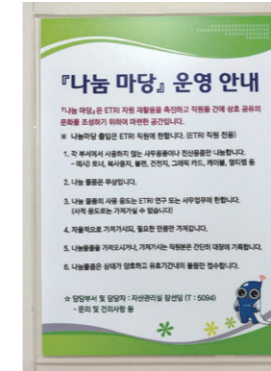 『나눔 마당』 운영 안내
『나눔 마당』은 ETRI 자원 재활용을 촉진하고 직원들 간에 상호 공유의
문화를 조성하기 위하여 마련한 공간입니다.
※ 나눔마당 출입은 ETRI 직원에 한합니다. (ETRI 직원 전용)
1. 각 부서에서 사용하지 않는 사무용품이나 전산용품만 나눔합니다.
- 예시) 토너, 복사용지, 볼펜, 건전지, 그래픽 카드, 케이블, 멀티탭 등
2. 나눔 물품은 무상입니다.
3. 나눔 물품의 사용 용도는 ETRI 연구 또는 사무업무에 한합니다.
(사적 용도로는 가져가실 수 없습니다)
4. 자율적으로 가져가시되, 필요한 만큼만 가져갑니다.
5. 나눔물품을 가져오시거나, 가져가시는 직원분은 간단히 대장에 기록합니다.
6. 나눔물품은 상태가 양호하고 유효기간내의 물품만 접수합니다.
☆ 담당부서 및 담당자 : 자산관리실 장선임 (T : 5094)
- 문의 및 건의사항 등